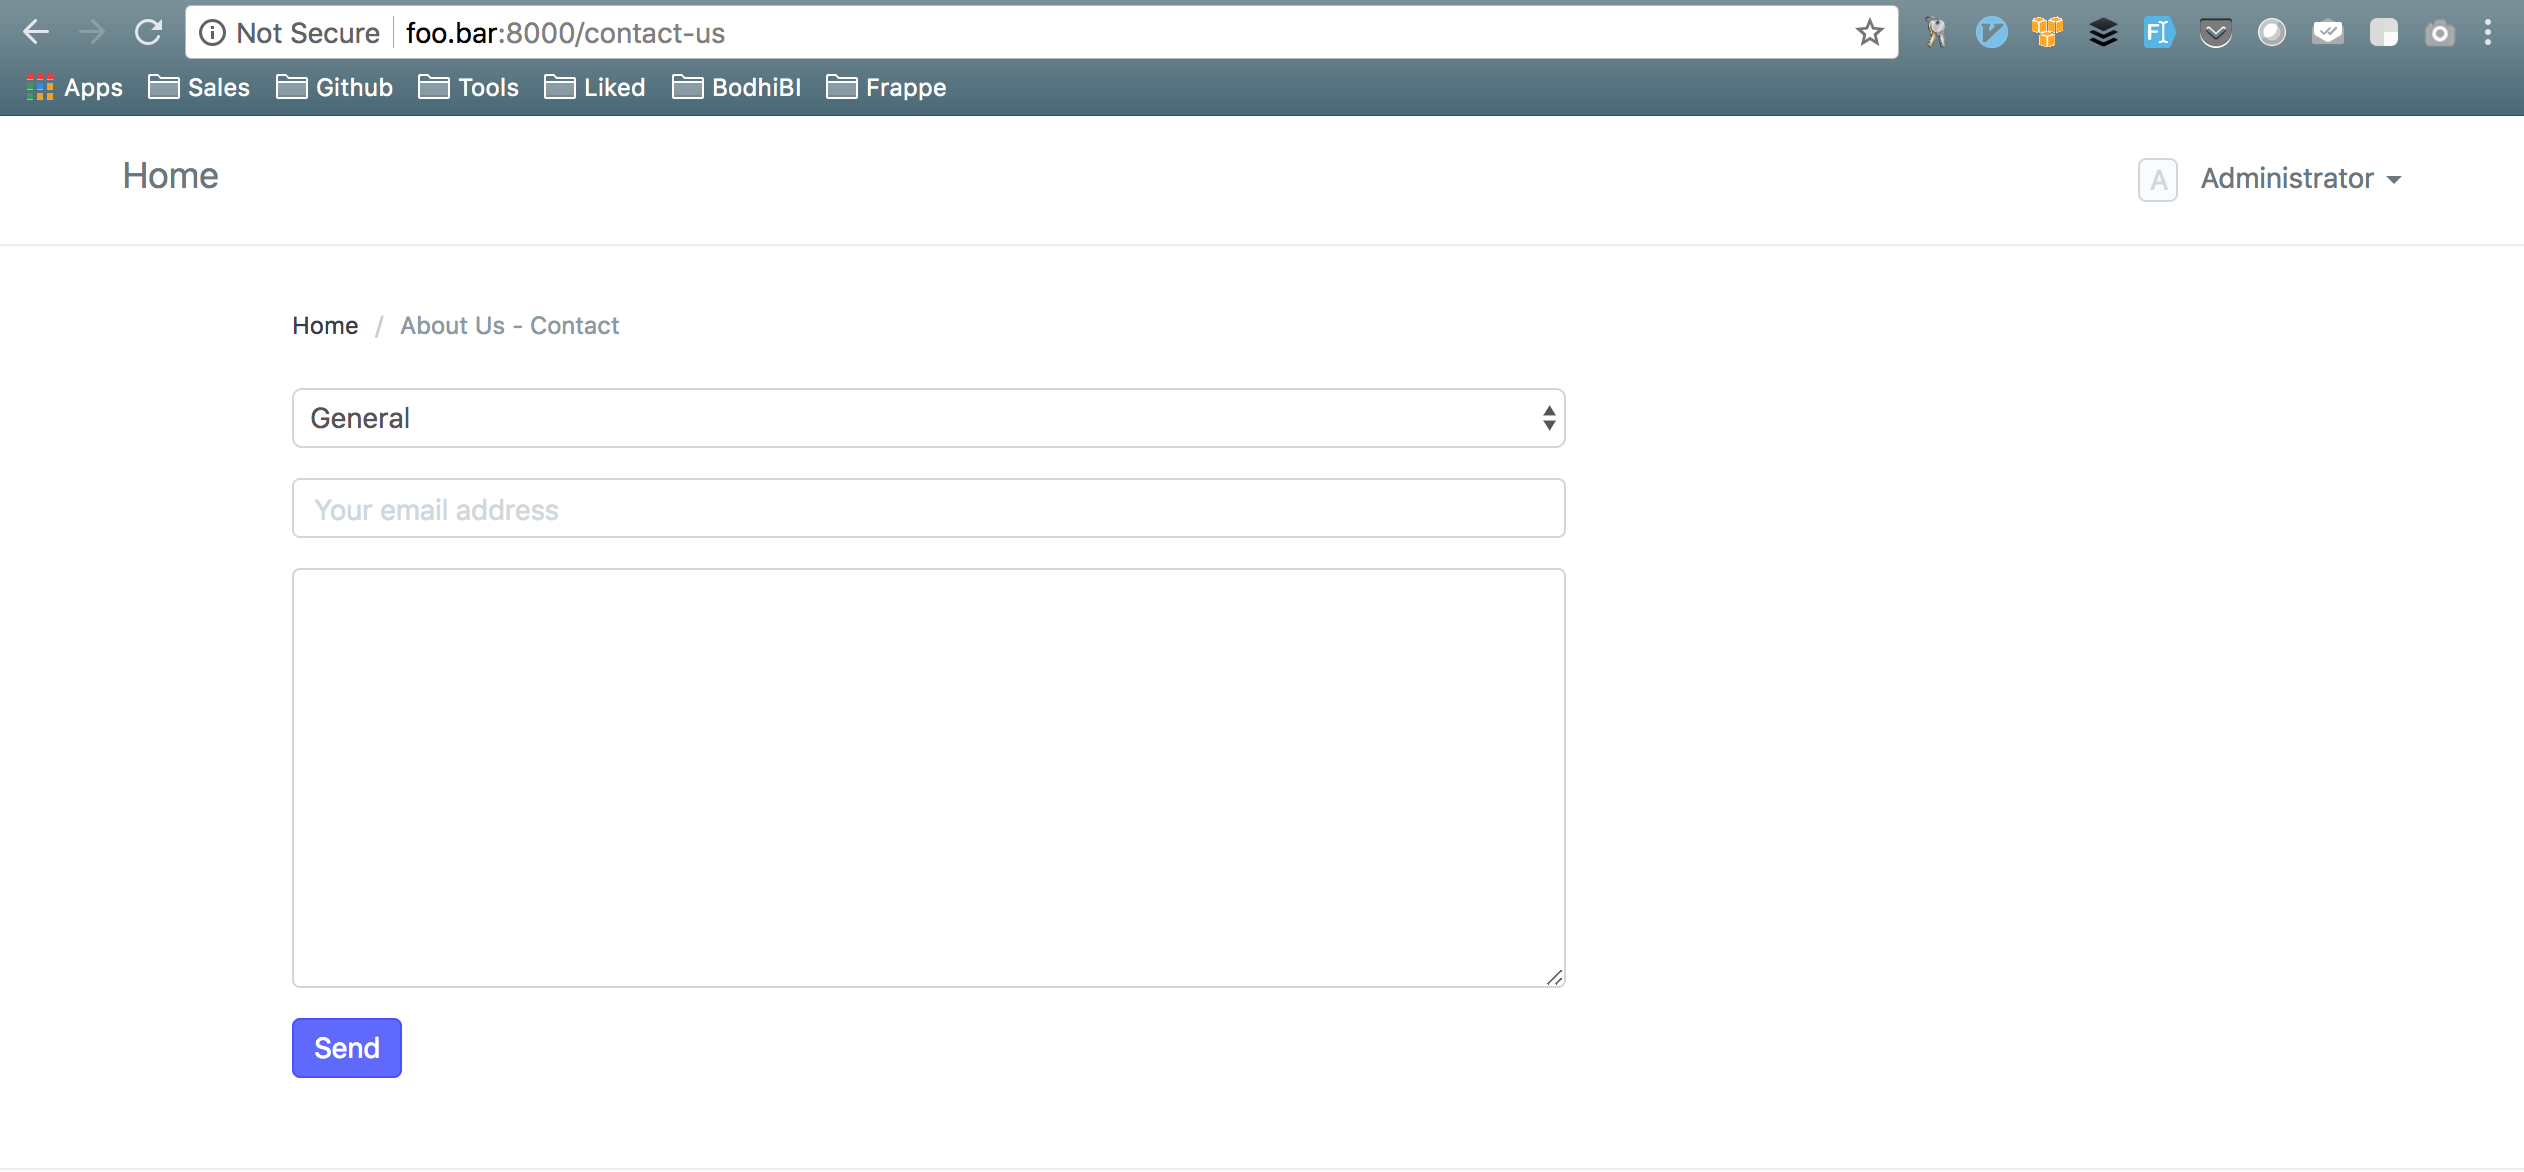 Not Secure foo.bar:8000/contact-us
Apps Sales Github Tools Liked BodhiBI Frappe
Home A Administrator
Home / About Us - Contact
General
Your email address
Send